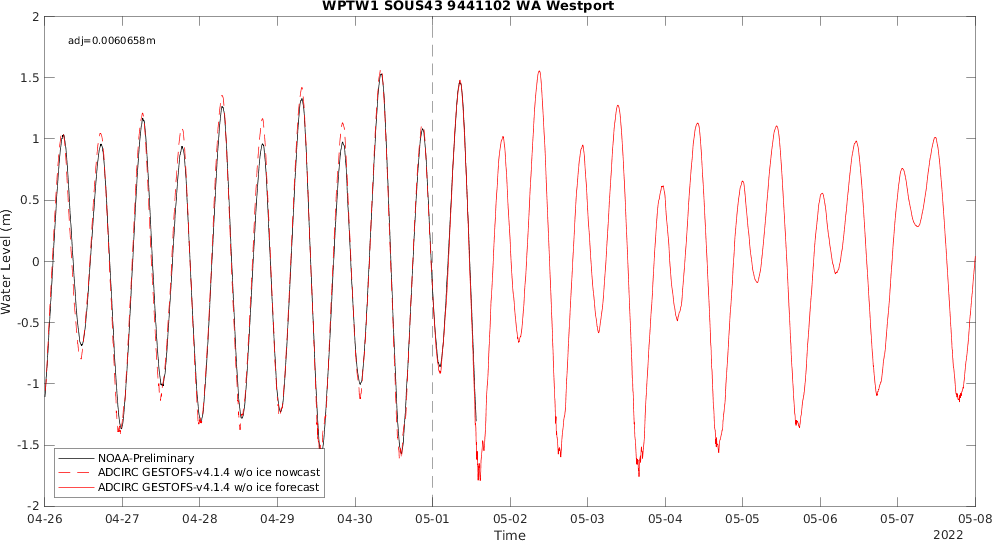 WPTW1 SOUS43 9441102 WA Westport
adj=0.0060658m
2
1.5
1
0.5
0
-0.5
-1
-1.5
-2
Water Level (m)
NOAA-Preliminary
ADCIRC GESTOFS-v4.1.4 w/o ice nowcast
ADCIRC GESTOFS-v4.1.4 w/o ice forecast
04-26 04-27 04-28 04-29 04-30 05-01 05-02 05-03 05-04 05-05 05-06 05-07 05-08
Time
2022